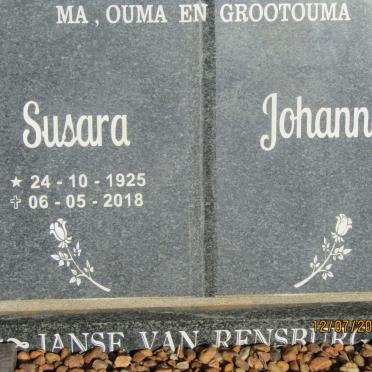 MA, OUMA EN GROOTOUMA
Susara
Johann
★ 24 - 10 - 1925
✝ 06 - 05 - 2018
JANSE VAN RENSBURG
12/07/20